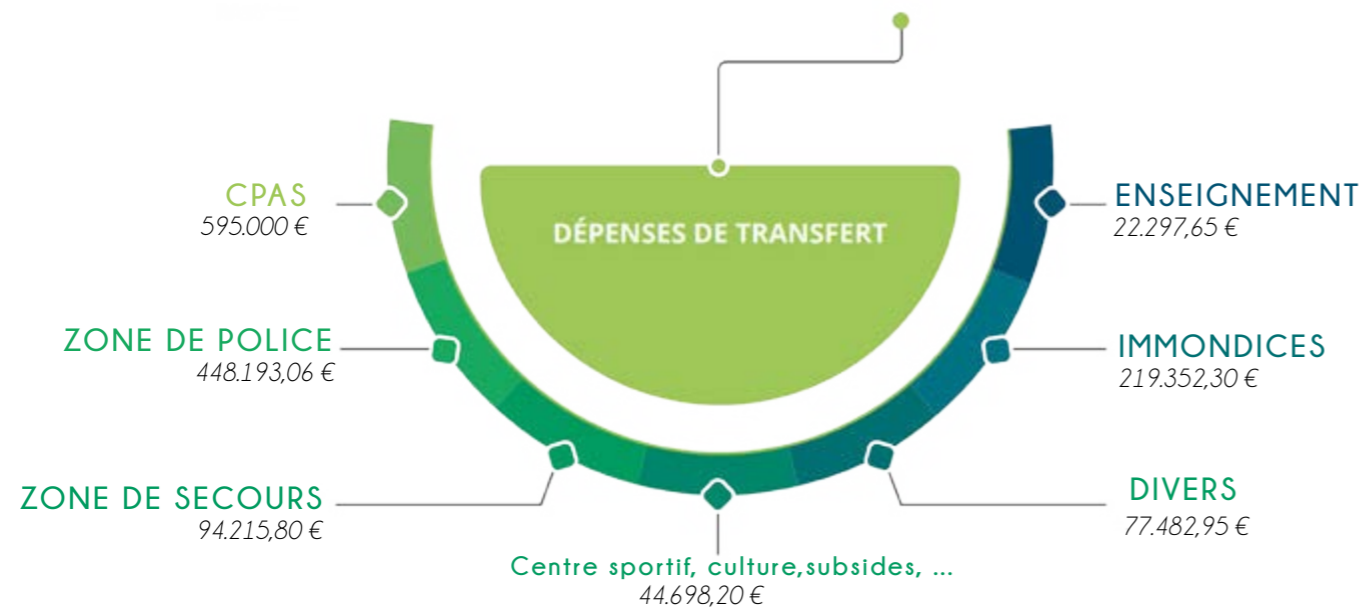 DÉPENSES DE TRANSFERT
CPAS
595.000 €
ZONE DE POLICE
448.193,06 €
ZONE DE SECOURS
94.215,80 €
Centre sportif, culture,subsides, ...
44.698,20 €
DIVERS
77.482,95 €
IMMONDICES
219.352,30 €
ENSEIGNEMENT
22.297,65 €